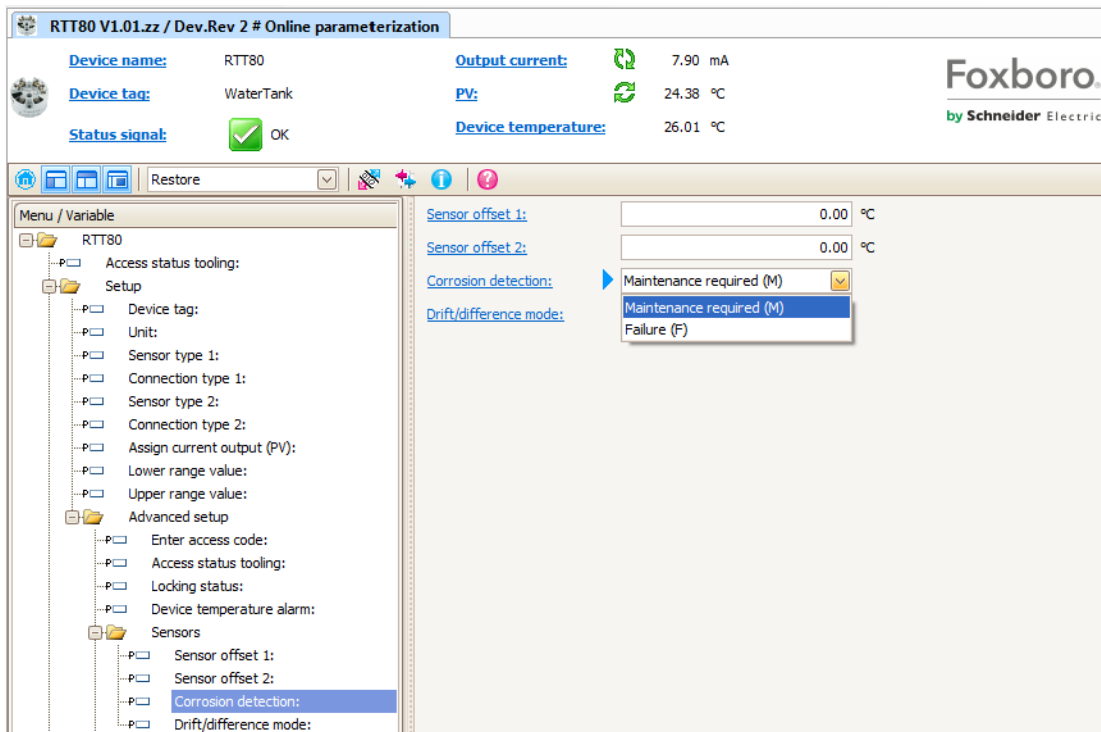 RTT80 V1.01.zz / Dev.Rev 2 # Online parameterization
Device name: RTT80 Output current: 7.90 mA
Device tag: WaterTank PV: 24.38 °C
Status signal: OK Device temperature: 26.01 °C
Foxboro.
by Schneider Electric
Restore
Menu / Variable
RTT80
Access status tooling:
Setup
Device tag:
Unit:
Sensor type 1:
Connection type 1:
Sensor type 2:
Connection type 2:
Assign current output (PV):
Lower range value:
Upper range value:
Advanced setup
Enter access code:
Access status tooling:
Locking status:
Device temperature alarm:
Sensors
Sensor offset 1:
Sensor offset 2:
Corrosion detection:
Drift/difference mode:
Sensor offset 1: 0.00 °C
Sensor offset 2: 0.00 °C
Corrosion detection: Maintenance required (M)
Maintenance required (M)
Drift/difference mode:
Failure (F)